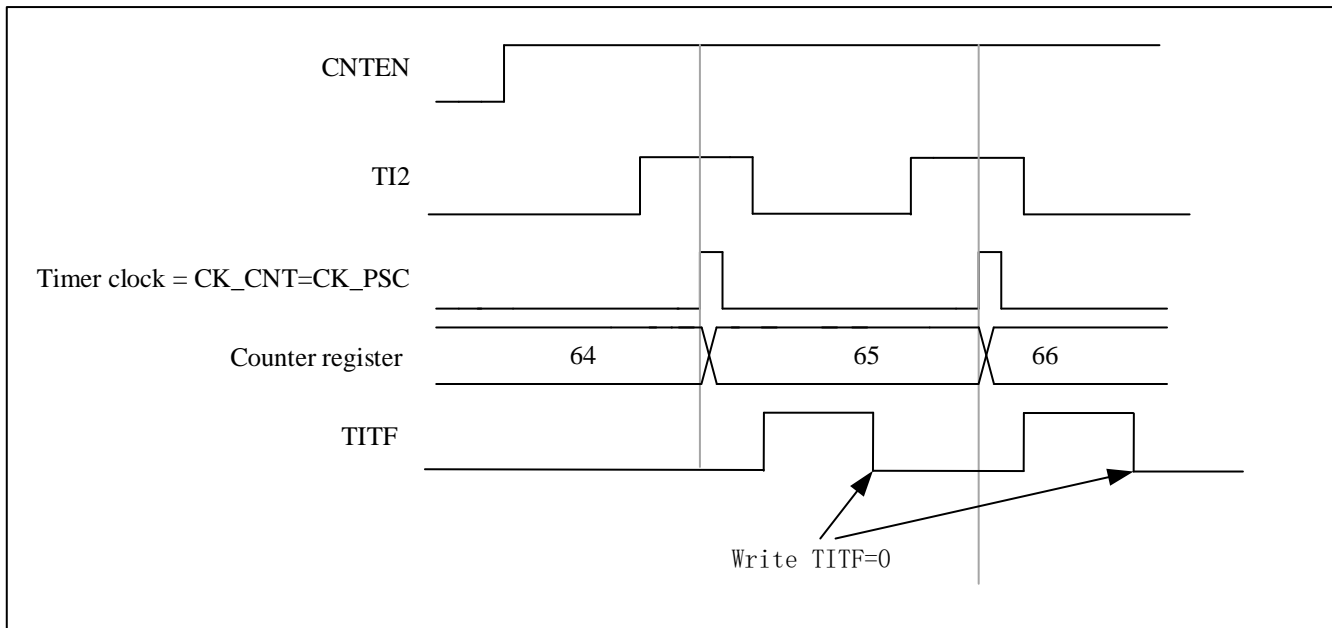 CNTEN
TI2
Timer clock = CK_CNT=CK_PSC
Counter register
64
65
66
TITF
Write TITF=0